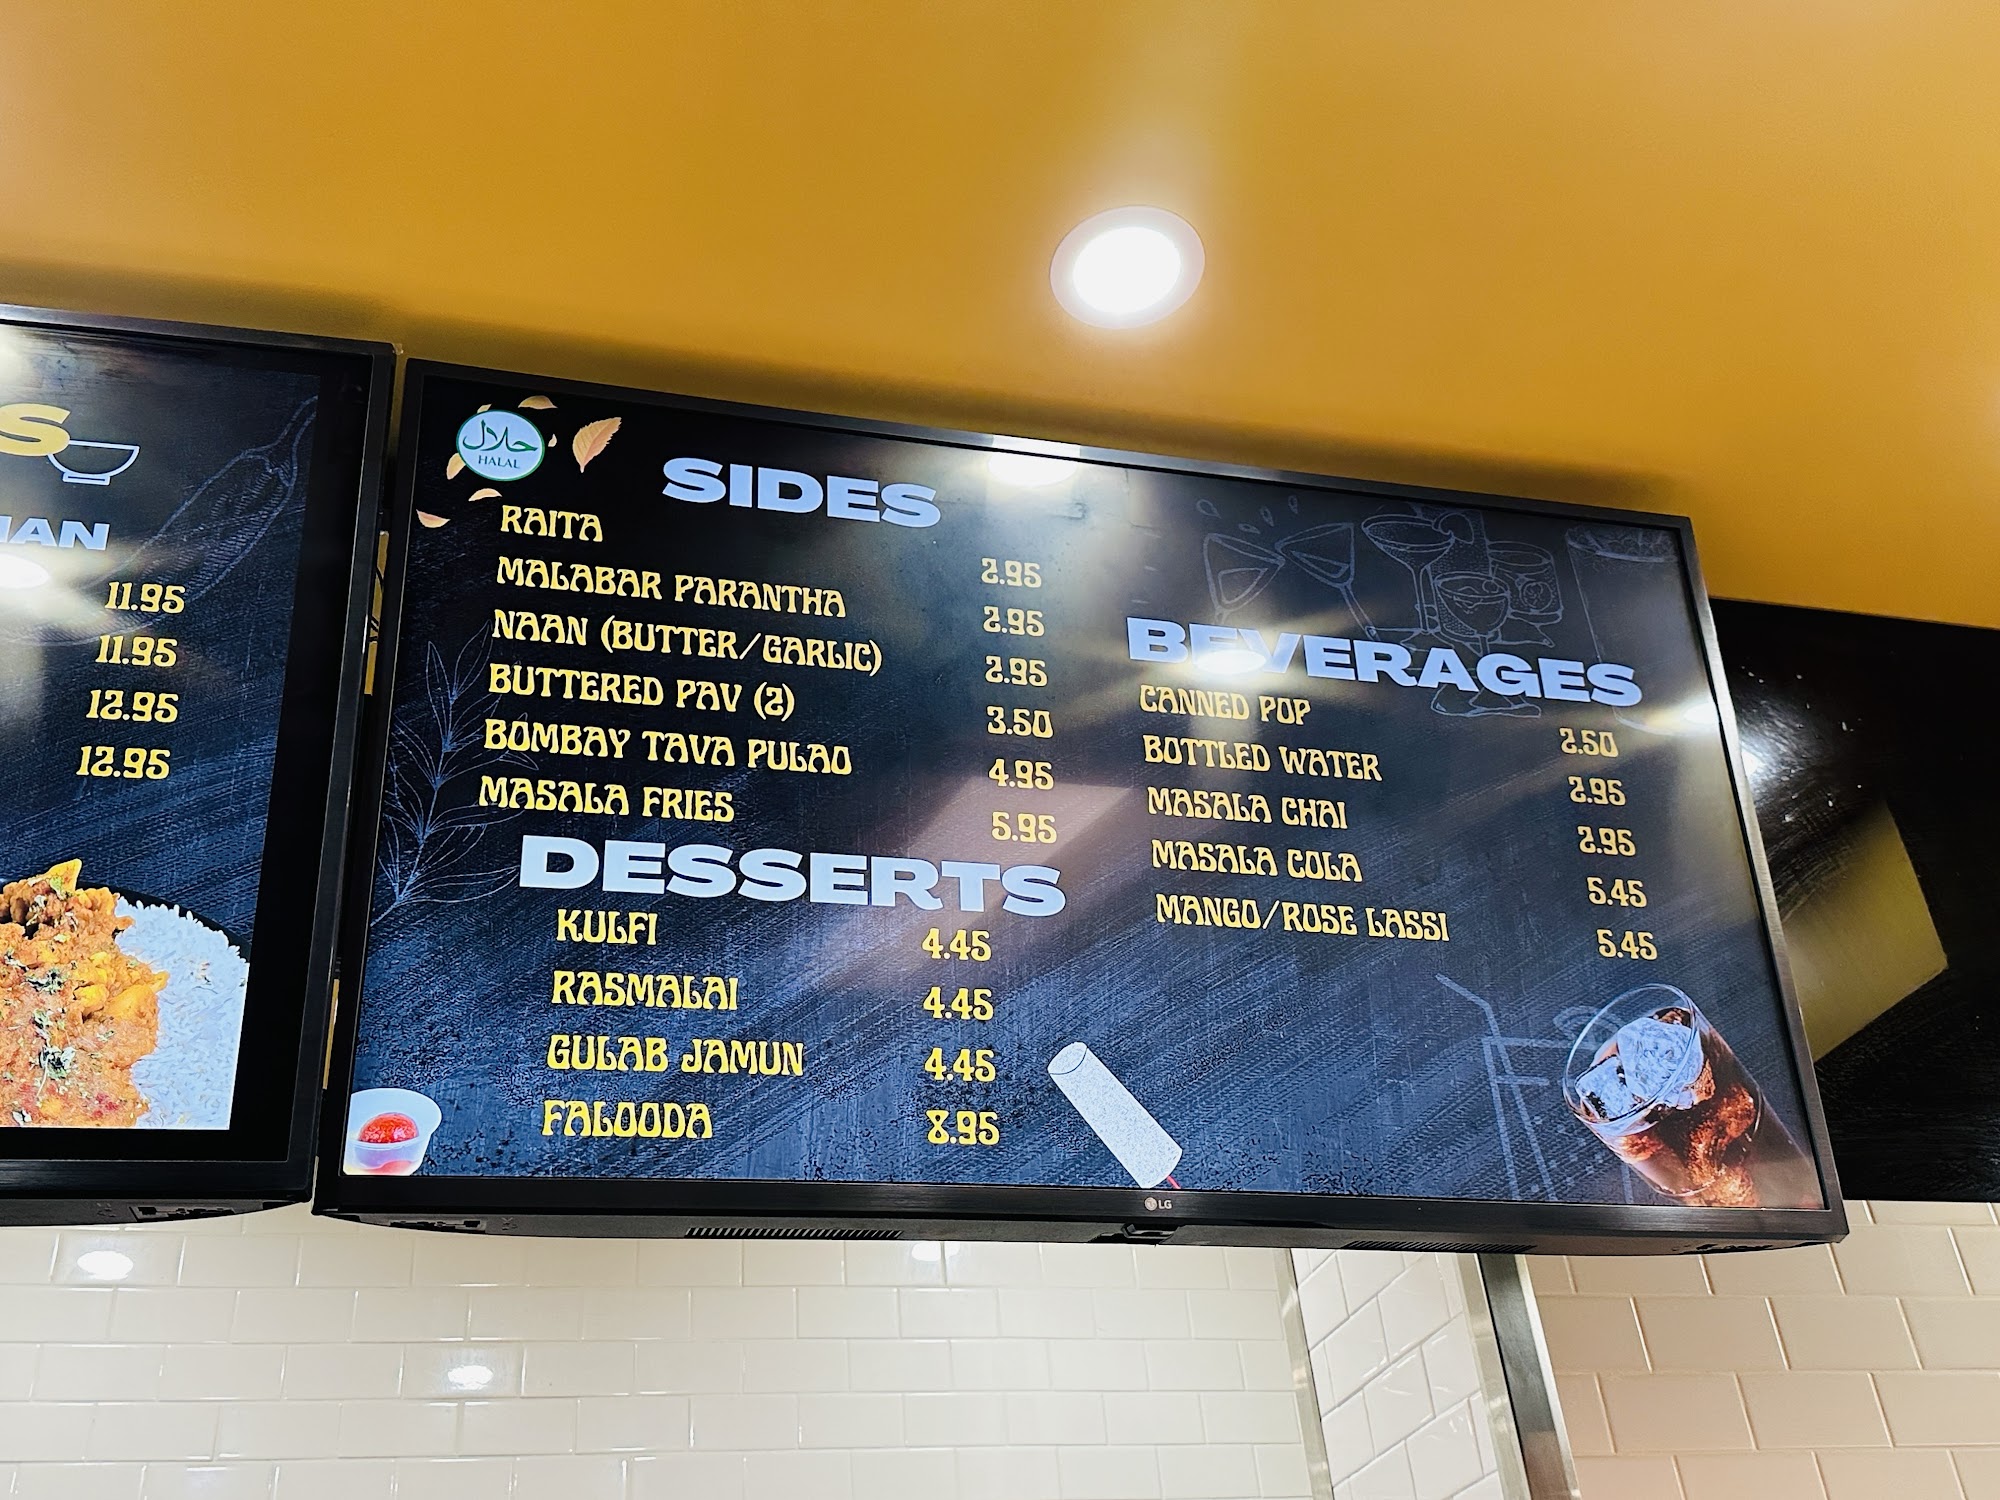 S
IAN
11.95
11.95
12.95
12.95
حلال
HALAL
SIDES
RAITA 2.95
MALABAR PARANTHA 2.95
NAAN (BUTTER/GARLIC) 2.95
BUTTERED PAV (2) 3.50
BOMBAY TAVA PULAO 4.95
MASALA FRIES 5.95
DESSERTS
KULFI 4.45
RASMALAI 4.45
GULAB JAMUN 4.45
FALOODA 8.95
BEVERAGES
CANNED POP 2.50
BOTTLED WATER 2.95
MASALA CHAI 2.95
MASALA COLA 5.45
MANGO/ROSE LASSI 5.45
LG